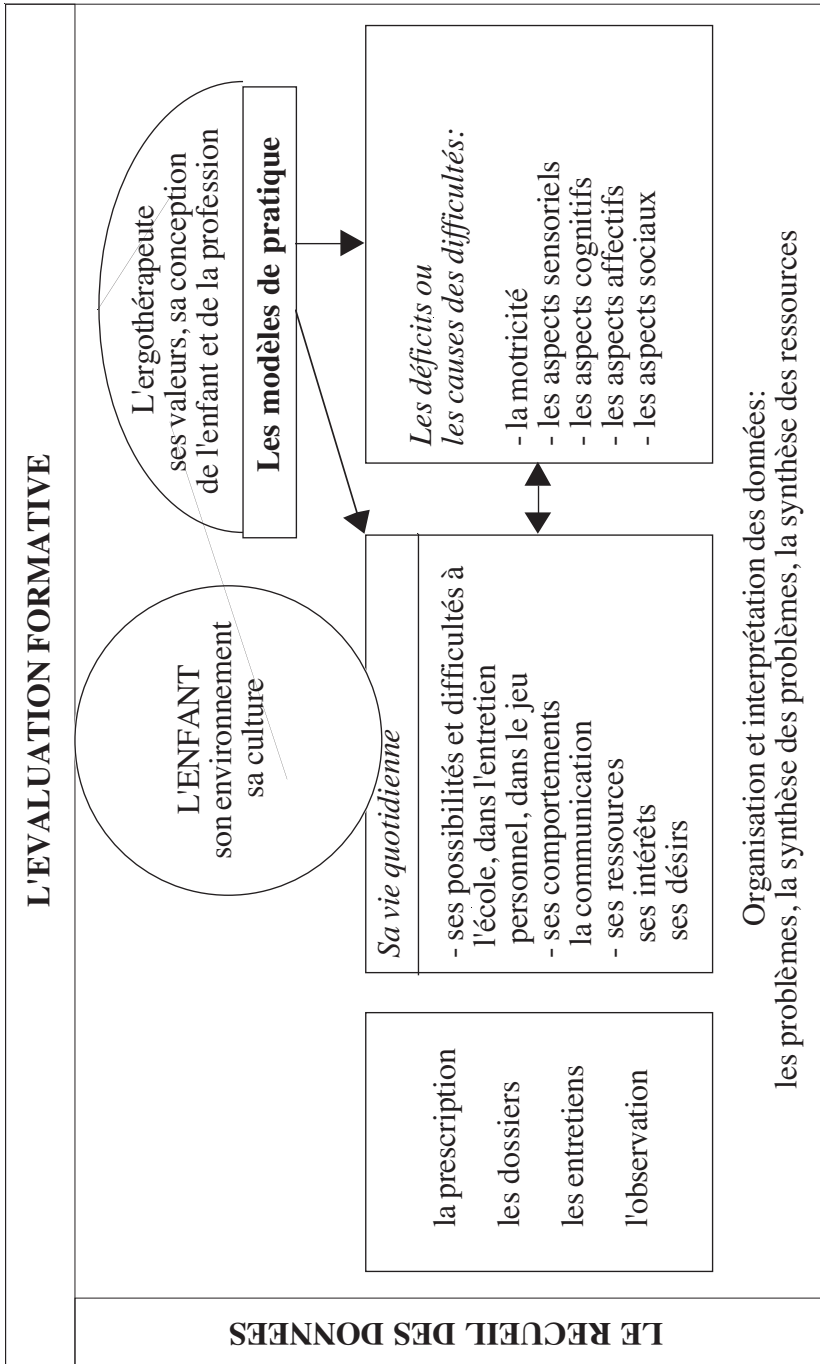 L'EVALUATION FORMATIVE
LE RECUEIL DES DONNEES
L'ENFANT
son environnement
sa culture
L'ergothérapeute
ses valeurs, sa conception
de l'enfant et de la profession
Les modèles de pratique
la prescription
les dossiers
les entretiens
l'observation
Sa vie quotidienne
- ses possibilités et difficultés à
l'école, dans l'entretien
personnel, dans le jeu
- ses comportements
la communication
- ses ressources
ses intérêts
ses désirs
Les déficits ou
les causes des difficultés:
- la motricité
- les aspects sensoriels
- les aspects cognitifs
- les aspects affectifs
- les aspects sociaux
Organisation et interprétation des données:
les problèmes, la synthèse des problèmes, la synthèse des ressources